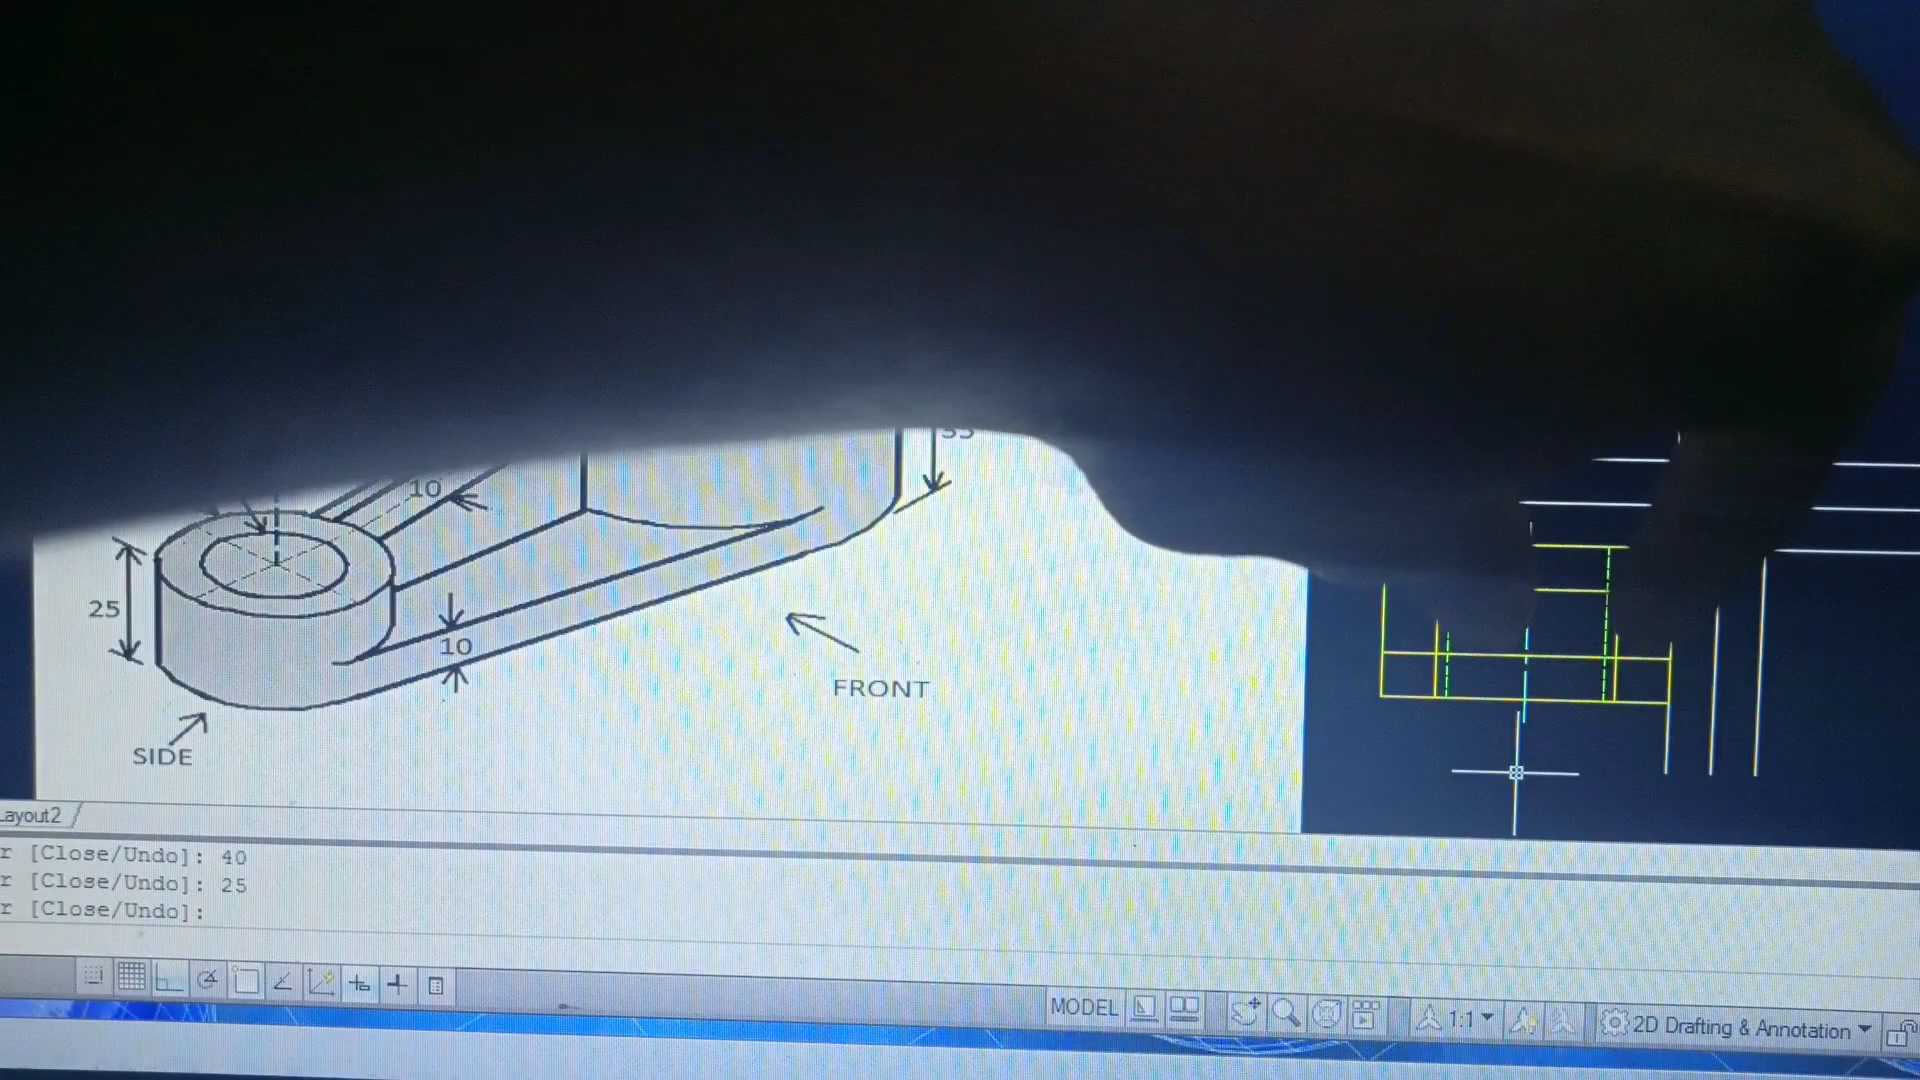 10
25
10
FRONT
SIDE
Layout2
r [Close/Undo]: 40
r [Close/Undo]: 25
r [Close/Undo]:
MODEL
1:1
2D Drafting & Annotation